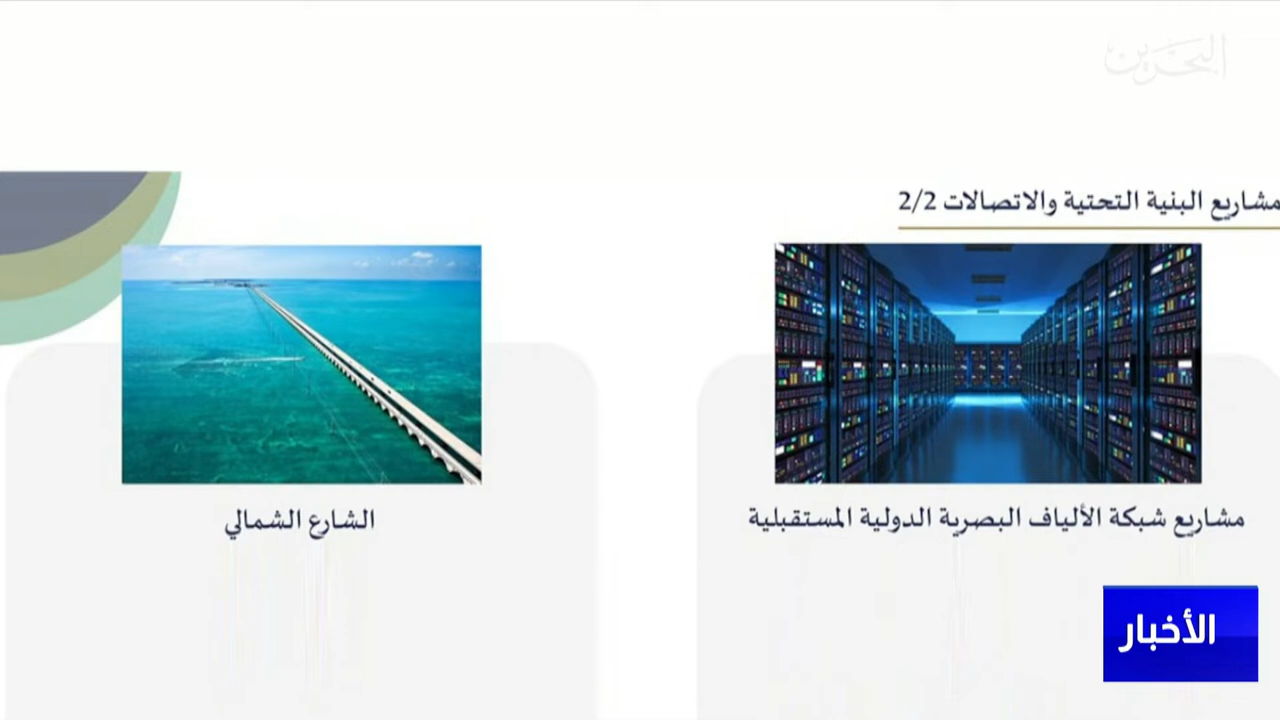 البحرين
مشاريع البنية التحتية والاتصالات 2/2
مشاريع شبكة الألياف البصرية الدولية المستقبلية
الشارع الشمالي
الأخبار